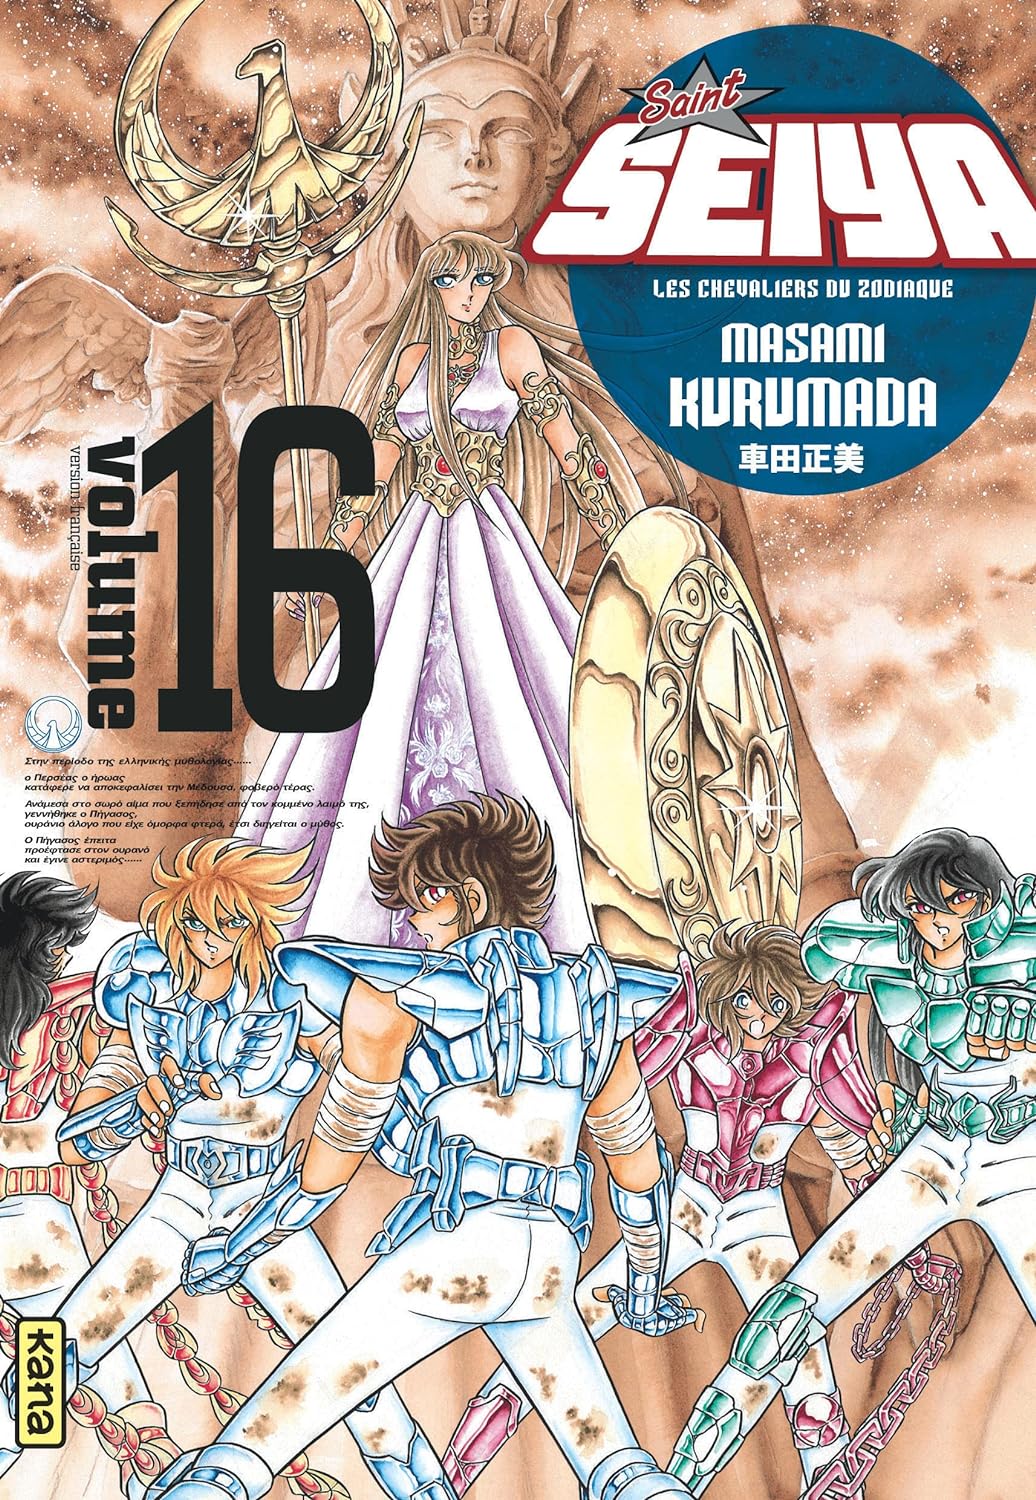 Saint
SEIYA
LES CHEVALIERS DU ZODIAQUE
MASAMI
KURUMADA
車田正美
volume 16
version française
Στην περίοδο της ελληνικής μυθολογίας……
ο Περσέας ο ήρωας
κατάφερε να αποκεφαλίσει την Μέδουσα, φοβερό τέρας.
Ανάμεσα στο σωρό αίμα που ξεπήδησε από τον κομμένο λαιμό της,
γεννήθηκε ο Πήγασος,
ουράνιο άλογο που είχε όμορφα φτερά, έτσι διηγείται ο μύθος.
Ο Πήγασος έπειτα
προέφτασε στον ουρανό
και έγινε αστερισμός……
kana